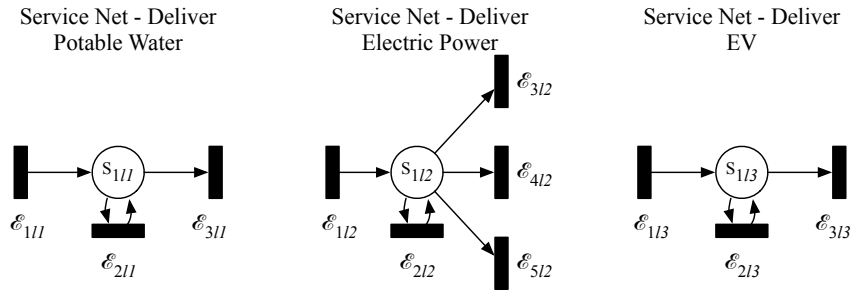 Service Net - Deliver
Potable Water
Service Net - Deliver
Electric Power
Service Net - Deliver
EV
ℰ3l2
S1l1
S1l2
S1l3
ℰ4l2
ℰ1l1
ℰ3l1
ℰ1l2
ℰ1l3
ℰ3l3
ℰ2l1
ℰ2l2
ℰ5l2
ℰ2l3